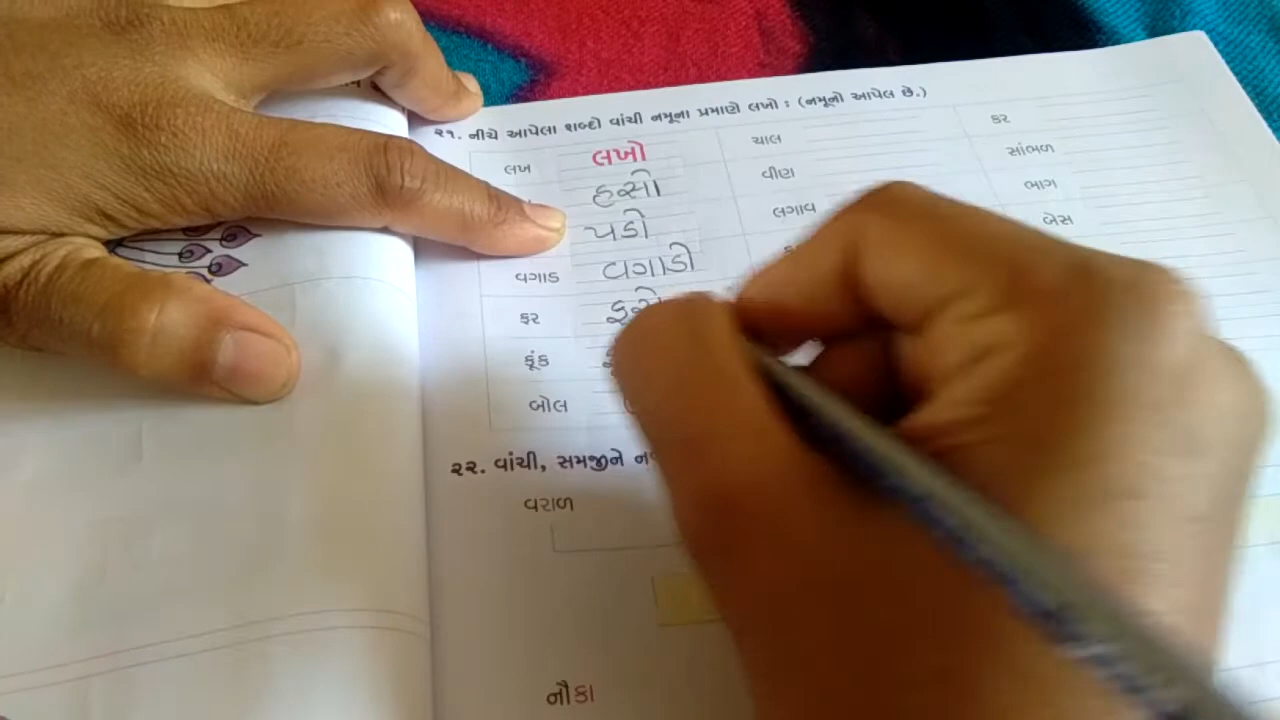 ૨૧. નીચે આપેલા શબ્દો વાંચી નમૂના પ્રમાણે લખો : (નમૂનો આપેલ છે.)
લખ લખો ચાલ કર
હસો વીણ સાંભળ
પડો લગાવ ભાગ
વગાડ વગાડો બેસ
ફર
ફૂંક
બોલ
૨૨. વાંચી, સમજીને
વરાળ
નૌકા